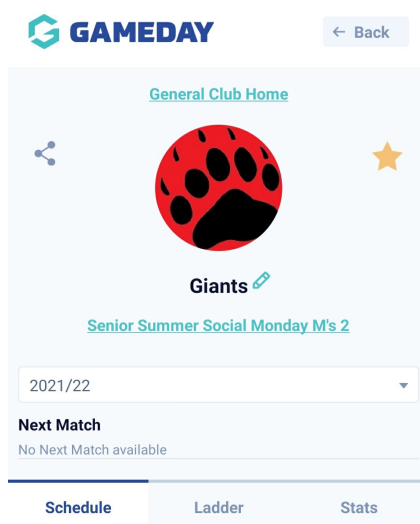 GAMEDAY
← Back
General Club Home
Giants
Senior Summer Social Monday M's 2
2021/22
Next Match
No Next Match available
Schedule Ladder Stats